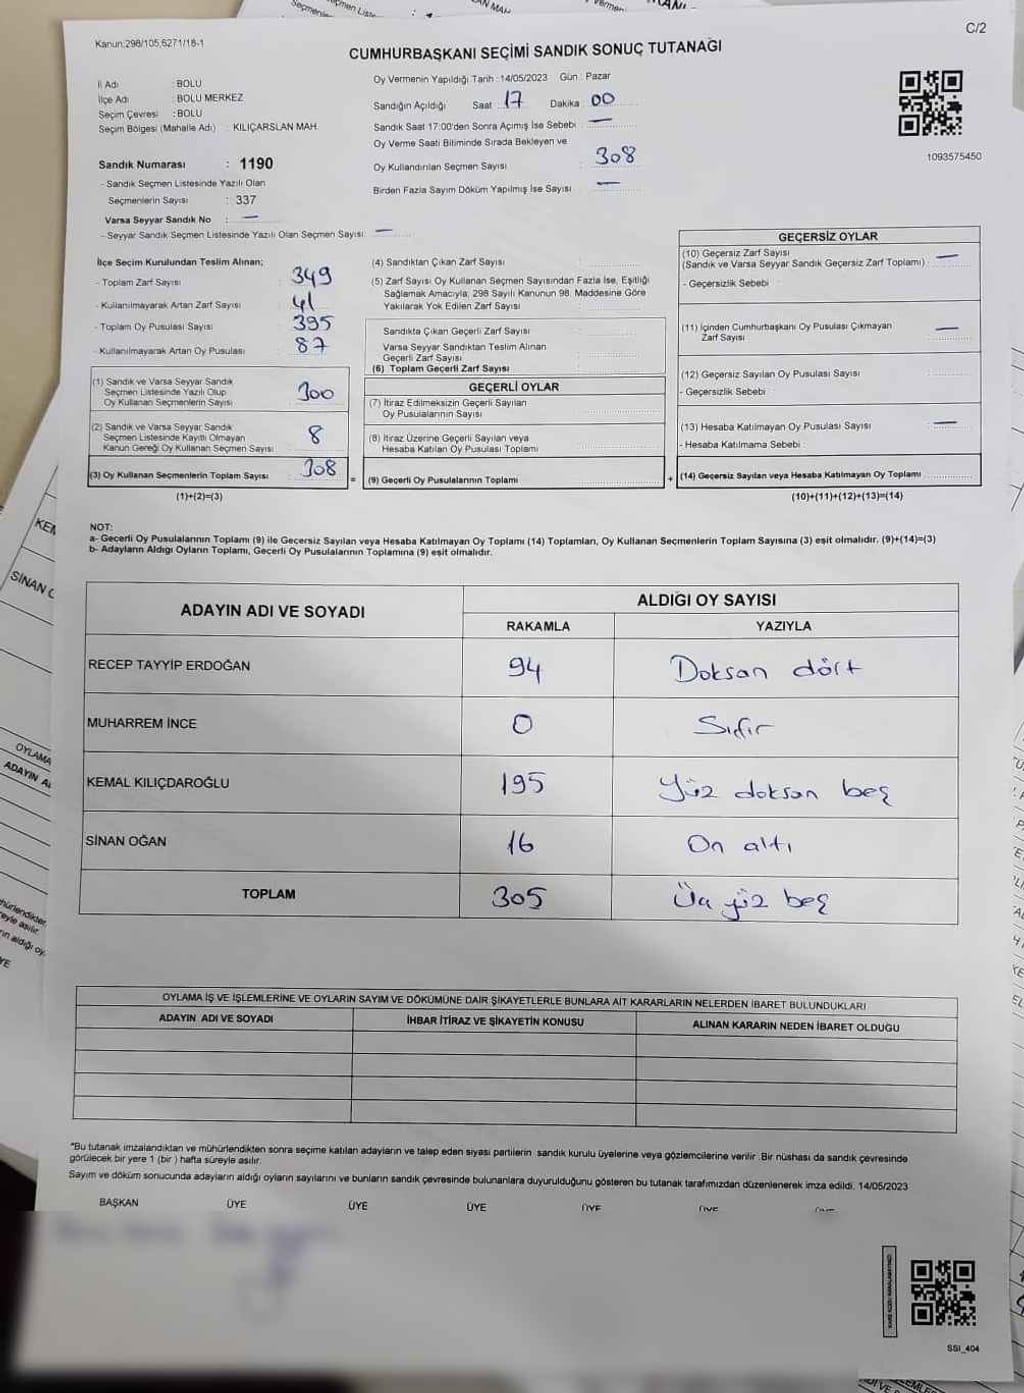 C/2
Kanun:298/105,6271/18-1
CUMHURBAŞKANI SEÇİMİ SANDIK SONUÇ TUTANAĞI
İl Adı : BOLU
İlçe Adı : BOLU MERKEZ
Seçim Çevresi : BOLU
Seçim Bölgesi (Mahalle Adı) : KILIÇARSLAN MAH.
Sandık Numarası : 1190
- Sandık Seçmen Listesinde Yazılı Olan
Seçmenlerin Sayısı : 337
Varsa Seyyar Sandık No : —
- Seyyar Sandık Seçmen Listesinde Yazılı Olan Seçmen Sayısı: —
Oy Vermenin Yapıldığı Tarih :14/05/2023 Gün : Pazar
Sandığın Açıldığı Saat 17 Dakika 00
Sandık Saat 17:00'den Sonra Açımış İse Sebebi —
Oy Verme Saati Bitiminde Sırada Bekleyen ve
Oy Kullandırılan Seçmen Sayısı : 308
Birden Fazla Sayım Döküm Yapılmış İse Sayısı —
1093575450
İlçe Seçim Kurulundan Teslim Alınan;
- Toplam Zarf Sayısı : 349
- Kullanılmayarak Artan Zarf Sayısı : 41
- Toplam Oy Pusulası Sayısı : 395
- Kullanılmayarak Artan Oy Pusulası : 87
(1) Sandık ve Varsa Seyyar Sandık
Seçmen Listesinde Yazılı Olup
Oy Kullanan Seçmenlerin Sayısı 300
(2) Sandık ve Varsa Seyyar Sandık
Seçmen Listesinde Kayıtlı Olmayan
Kanun Gereği Oy Kullanan Seçmen Sayısı 8
(3) Oy Kullanan Seçmenlerin Toplam Sayısı 308
(1)+(2)=(3)
(4) Sandıktan Çıkan Zarf Sayısı
(5) Zarf Sayısı Oy Kullanan Seçmen Sayısından Fazla İse, Eşitliği
Sağlamak Amacıyla, 298 Sayılı Kanunun 98. Maddesine Göre
Yakılarak Yok Edilen Zarf Sayısı
Sandıkta Çıkan Geçerli Zarf Sayısı
Varsa Seyyar Sandıktan Teslim Alınan
Geçerli Zarf Sayısı
(6) Toplam Geçerli Zarf Sayısı
GEÇERLİ OYLAR
(7) İtiraz Edilmeksizin Geçerli Sayılan
Oy Pusulalarının Sayısı
(8) İtiraz Üzerine Geçerli Sayılan veya
Hesaba Katılan Oy Pusulası Toplamı
= (9) Geçerli Oy Pusulalarının Toplamı
GEÇERSİZ OYLAR
(10) Geçersiz Zarf Sayısı
(Sandık ve Varsa Seyyar Sandık Geçersiz Zarf Toplamı) : —
- Geçersizlik Sebebi :
(11) İçinden Cumhurbaşkanı Oy Pusulası Çıkmayan
Zarf Sayısı —
(12) Geçersiz Sayılan Oy Pusulası Sayısı
- Geçersizlik Sebebi :
(13) Hesaba Katılmayan Oy Pusulası Sayısı —
- Hesaba Katılmama Sebebi :
+ (14) Geçersiz Sayılan veya Hesaba Katılmayan Oy Toplamı
(10)+(11)+(12)+(13)=(14)
NOT:
a- Geçerli Oy Pusulalarının Toplamı (9) ile Geçersiz Sayılan veya Hesaba Katılmayan Oy Toplamı (14) Toplamları, Oy Kullanan Seçmenlerin Toplam Sayısına (3) eşit olmalıdır. (9)+(14)=(3)
b- Adayların Aldığı Oyların Toplamı, Geçerli Oy Pusulalarının Toplamına (9) eşit olmalıdır.
ADAYIN ADI VE SOYADI ALDIĞI OY SAYISI
RAKAMLA YAZIYLA
RECEP TAYYİP ERDOĞAN 94 Doksan dört
MUHARREM İNCE 0 Sıfır
KEMAL KILIÇDAROĞLU 195 Yüz doksan beş
SİNAN OĞAN 16 On altı
TOPLAM 305 Üç yüz beş
OYLAMA İŞ VE İŞLEMLERİNE VE OYLARIN SAYIM VE DÖKÜMÜNE DAİR ŞİKAYETLERLE BUNLARA AİT KARARLARIN NELERDEN İBARET BULUNDUKLARI
ADAYIN ADI VE SOYADI İHBAR İTİRAZ VE ŞİKAYETİN KONUSU ALINAN KARARIN NEDEN İBARET OLDUĞU
*Bu tutanak imzalandıktan ve mühürlendikten sonra seçime katılan adayların ve talep eden siyasi partilerin sandık kurulu üyelerine veya gözlemcilerine verilir. Bir nüshası da sandık çevresinde
görülecek bir yere 1 (bir ) hafta süreyle asılır.
Sayım ve döküm sonucunda adayların aldığı oyların sayılarını ve bunların sandık çevresinde bulunanlara duyurulduğunu gösteren bu tutanak tarafımızdan düzenlenerek imza edildi. 14/05/2023
BAŞKAN ÜYE ÜYE ÜYE ÜYE ÜYE
SSI_404